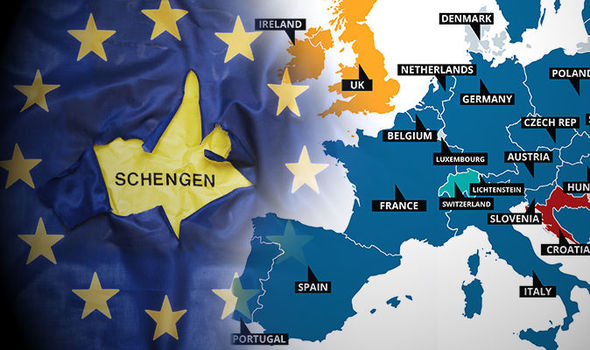 SCHENGEN
IRELAND
UK
DENMARK
NETHERLANDS
POLAND
GERMANY
CZECH REP
BELGIUM
LUXEMBOURG
AUSTRIA
LICHTENSTEIN
SWITZERLAND
FRANCE
SLOVENIA
CROATIA
SPAIN
ITALY
PORTUGAL